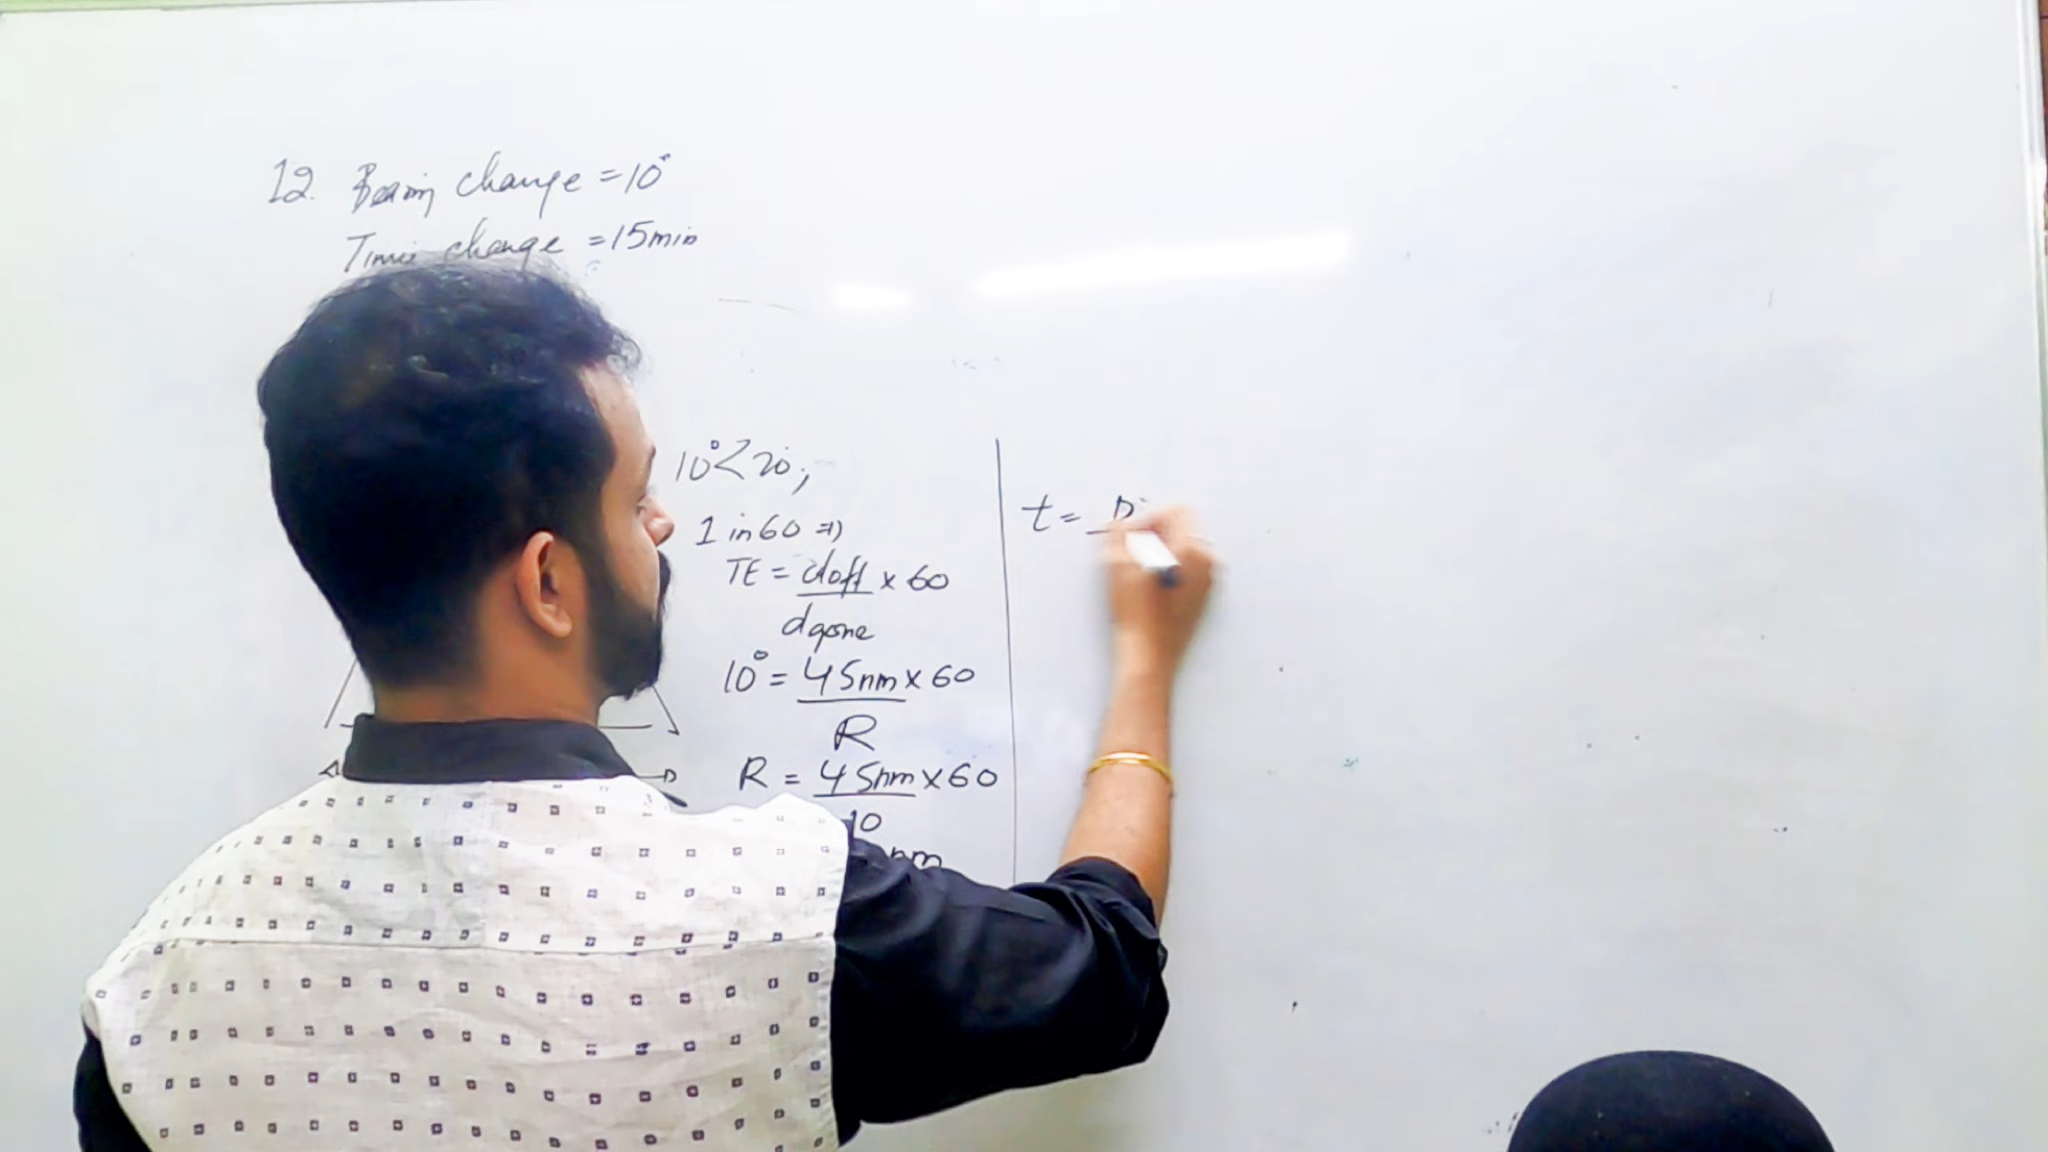 12. Bearing change = 10°
Time change = 15min
10° < 20;
1 in 60 ⇒
TE = doff x 60
dgone
10° = 45nm x 60
R
R = 45nm x 60
10
nm
t =